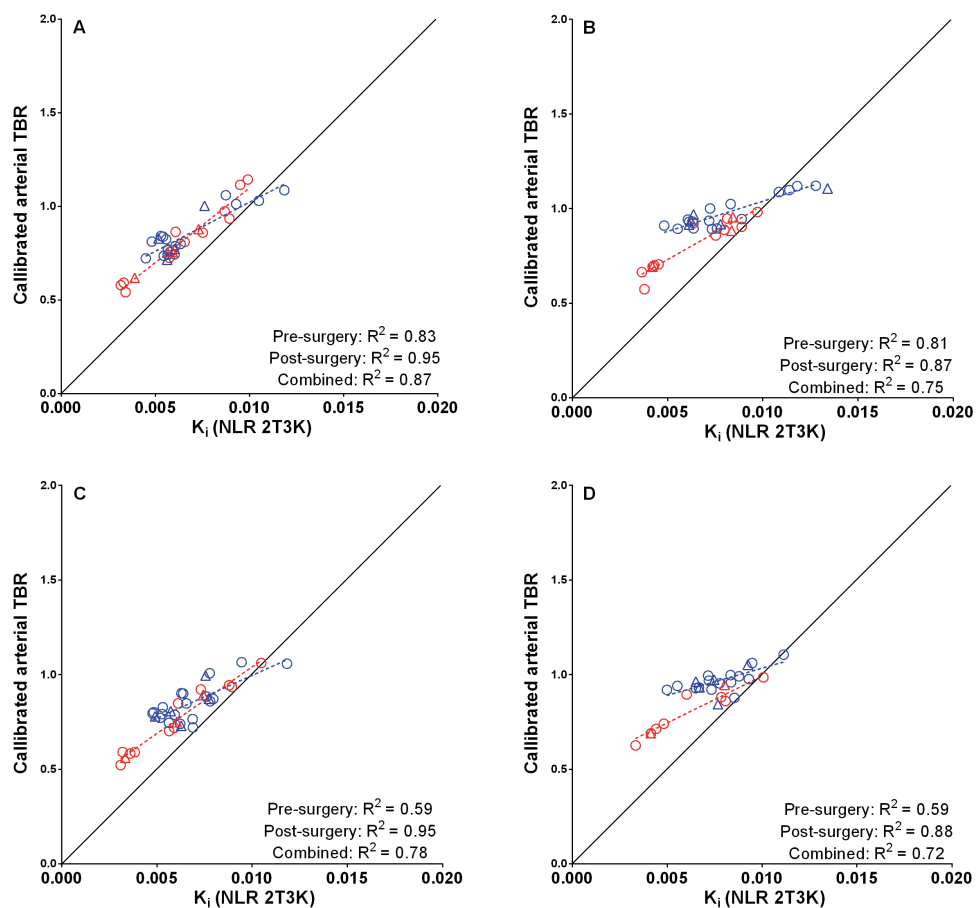 A
Callibrated arterial TBR
2.0
1.5
1.0
0.5
0.0
Pre-surgery: R² = 0.83
Post-surgery: R² = 0.95
Combined: R² = 0.87
0.000 0.005 0.010 0.015 0.020
Kᵢ (NLR 2T3K)
B
Callibrated arterial TBR
2.0
1.5
1.0
0.5
0.0
Pre-surgery: R² = 0.81
Post-surgery: R² = 0.87
Combined: R² = 0.75
0.000 0.005 0.010 0.015 0.020
Kᵢ (NLR 2T3K)
C
Callibrated arterial TBR
2.0
1.5
1.0
0.5
0.0
Pre-surgery: R² = 0.59
Post-surgery: R² = 0.95
Combined: R² = 0.78
0.000 0.005 0.010 0.015 0.020
Kᵢ (NLR 2T3K)
D
Callibrated arterial TBR
2.0
1.5
1.0
0.5
0.0
Pre-surgery: R² = 0.59
Post-surgery: R² = 0.88
Combined: R² = 0.72
0.000 0.005 0.010 0.015 0.020
Kᵢ (NLR 2T3K)